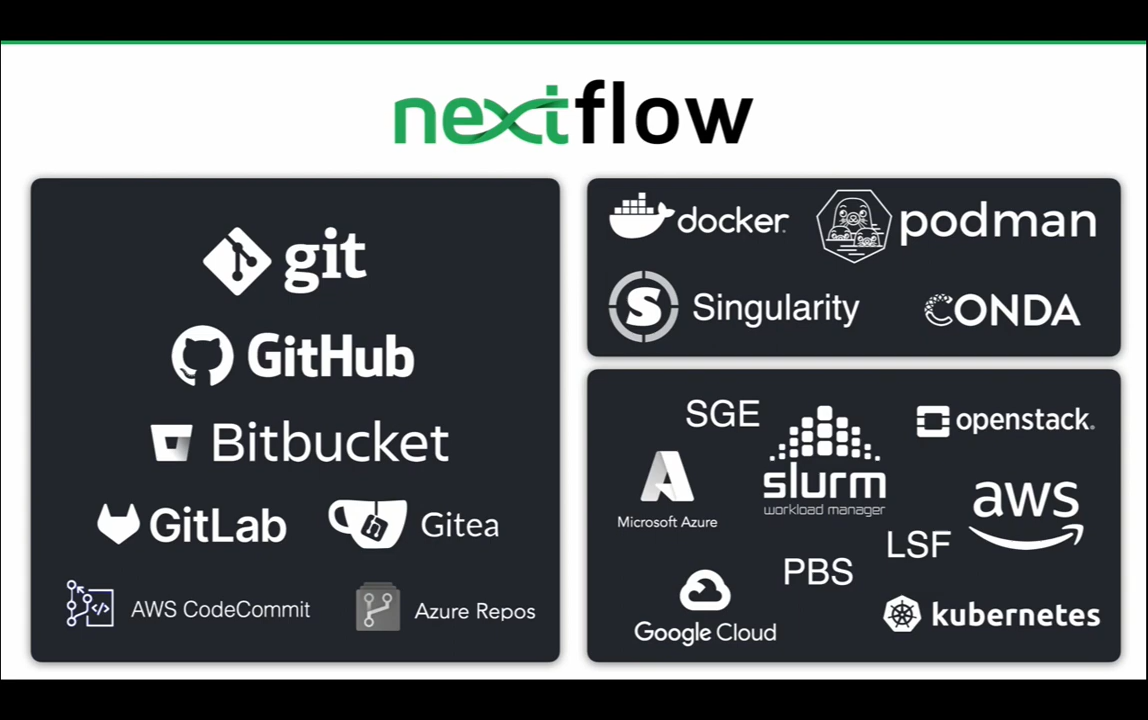 nextflow
git
GitHub
Bitbucket
GitLab
Gitea
AWS CodeCommit
Azure Repos
docker
podman
Singularity
CONDA
SGE
slurm
workload manager
openstack.
Microsoft Azure
aws
LSF
PBS
Google Cloud
kubernetes